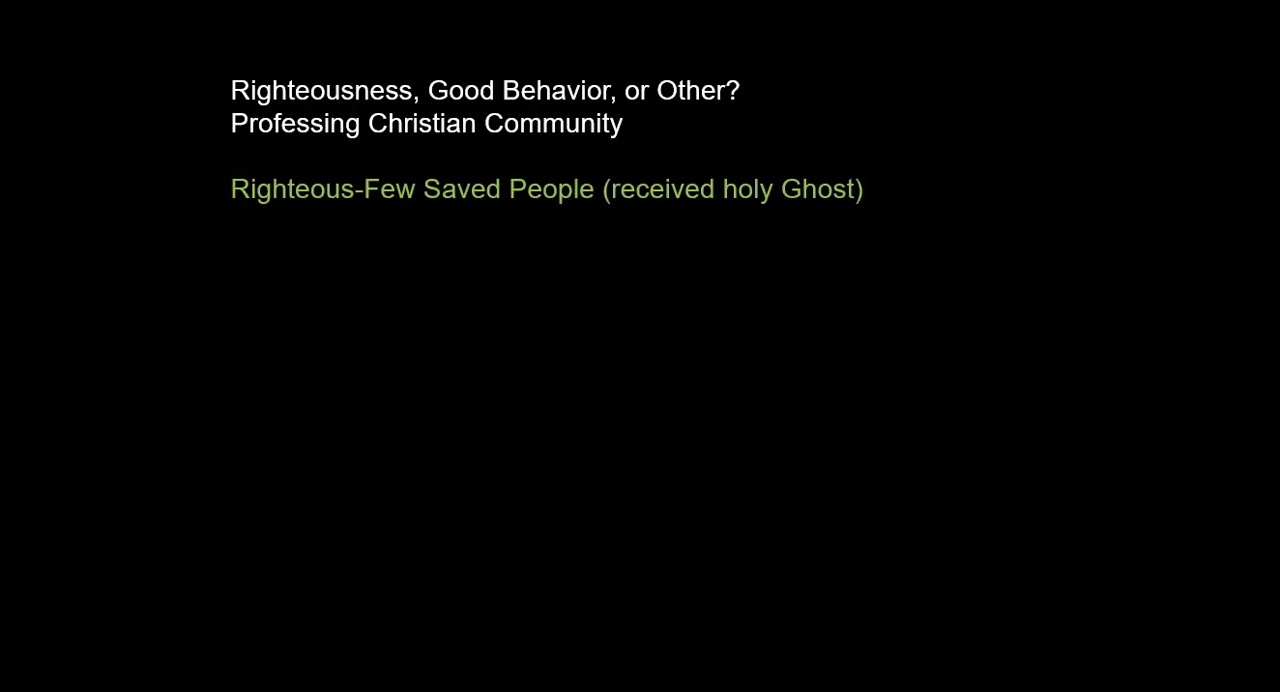 Righteousness, Good Behavior, or Other?
Professing Christian Community
Righteous-Few Saved People (received holy Ghost)